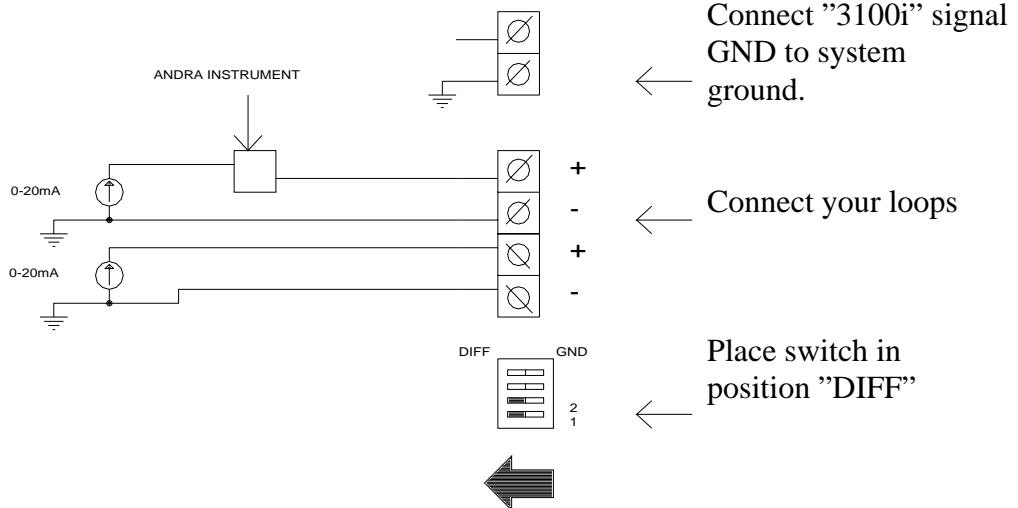 Connect ”3100i” signal
GND to system
ground.
ANDRA INSTRUMENT
0-20mA
+
-
Connect your loops
0-20mA
+
-
DIFF GND
2
1
Place switch in
position ”DIFF”